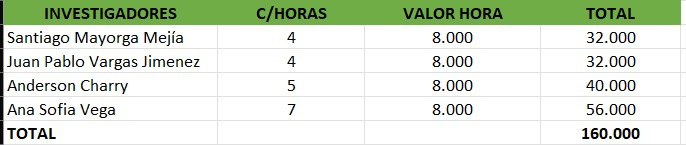 INVESTIGADORES C/HORAS VALOR HORA TOTAL
Santiago Mayorga Mejía 4 8.000 32.000
Juan Pablo Vargas Jimenez 4 8.000 32.000
Anderson Charry 5 8.000 40.000
Ana Sofia Vega 7 8.000 56.000
TOTAL 160.000